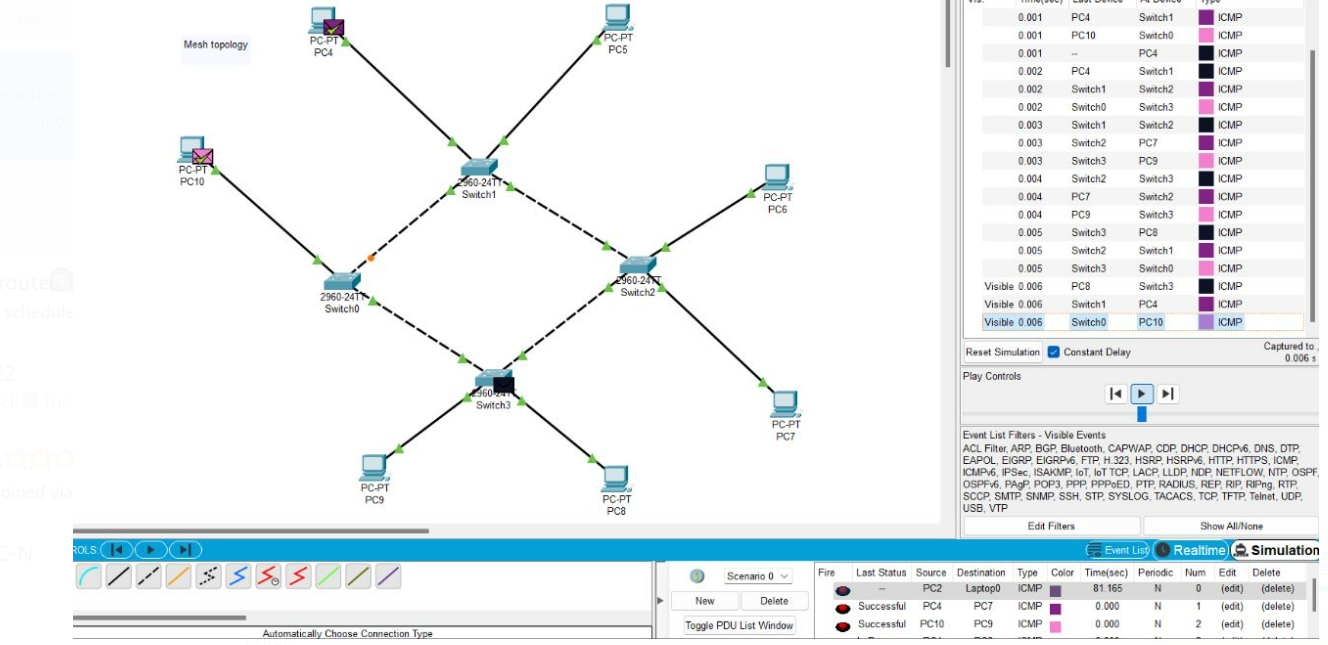 Vis. Time(sec) Last Device At Device Type
0.001 PC4 Switch1 ICMP
0.001 PC10 Switch0 ICMP
0.001 -- PC4 ICMP
0.002 PC4 Switch1 ICMP
0.002 Switch1 Switch2 ICMP
0.002 Switch0 Switch3 ICMP
0.003 Switch1 Switch2 ICMP
0.003 Switch2 PC7 ICMP
0.003 Switch3 PC9 ICMP
0.004 Switch2 Switch3 ICMP
0.004 PC7 Switch2 ICMP
0.004 PC9 Switch3 ICMP
0.005 Switch3 PC8 ICMP
0.005 Switch2 Switch1 ICMP
0.005 Switch3 Switch0 ICMP
Visible 0.006 PC8 Switch3 ICMP
Visible 0.006 Switch1 PC4 ICMP
Visible 0.006 Switch0 PC10 ICMP
Reset Simulation Constant Delay
Captured to
0.006 s
Play Controls
Event List Filters - Visible Events
ACL Filter, ARP, BGP, Bluetooth, CAPWAP, CDP, DHCP, DHCPv6, DNS, DTP,
EAPOL, EIGRP, EIGRPv6, FTP, H.323, HSRP, HSRPv6, HTTP, HTTPS, ICMP,
ICMPv6, IPSec, ISAKMP, IoT, IoT TCP, LACP, LLDP, NDP, NETFLOW, NTP, OSPF,
OSPFv6, PAgP, POP3, PPP, PPPoED, PTP, RADIUS, REP, RIP, RIPng, RTP,
SCCP, SMTP, SNMP, SSH, STP, SYSLOG, TACACS, TCP, TFTP, Telnet, UDP,
USB, VTP
Edit Filters Show All/None
Mesh topology
PC-PT
PC4
PC-PT
PC5
PC-PT
PC10
2960-24TT
Switch1
PC-PT
PC6
2960-24TT
Switch0
2960-24TT
Switch2
2960-24TT
Switch3
PC-PT
PC7
PC-PT
PC9
PC-PT
PC8
route
schedule
22
oined via
C-N
ROLS:
Event List Realtime Simulation
Automatically Choose Connection Type
Scenario 0
New Delete
Toggle PDU List Window
Fire Last Status Source Destination Type Color Time(sec) Periodic Num Edit Delete
-- PC2 Laptop0 ICMP 81.165 N 0 (edit) (delete)
Successful PC4 PC7 ICMP 0.000 N 1 (edit) (delete)
Successful PC10 PC9 ICMP 0.000 N 2 (edit) (delete)